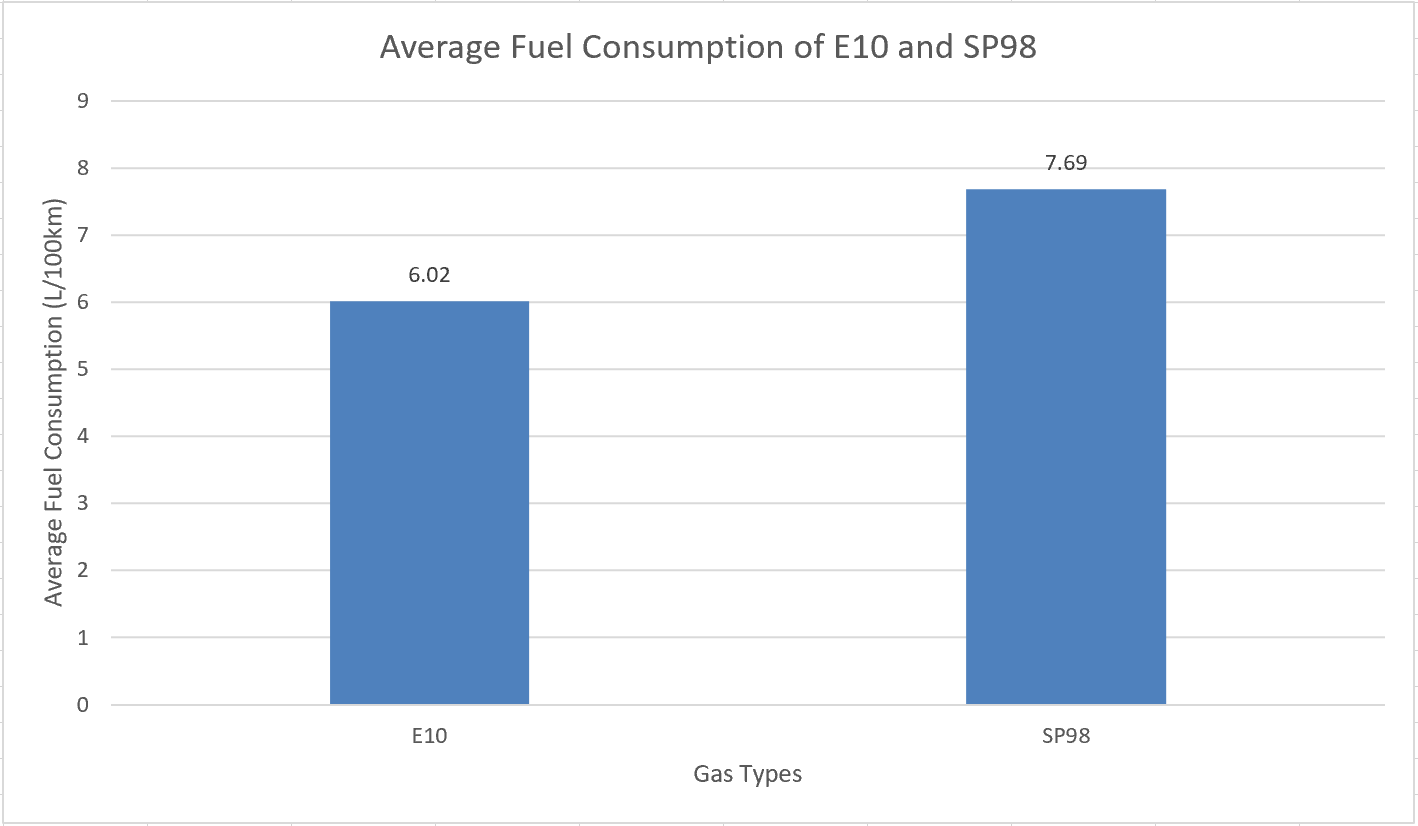 Average Fuel Consumption of E10 and SP98
Average Fuel Consumption (L/100km)
9
8
7
6
5
4
3
2
1
0
6.02
7.69
E10
SP98
Gas Types